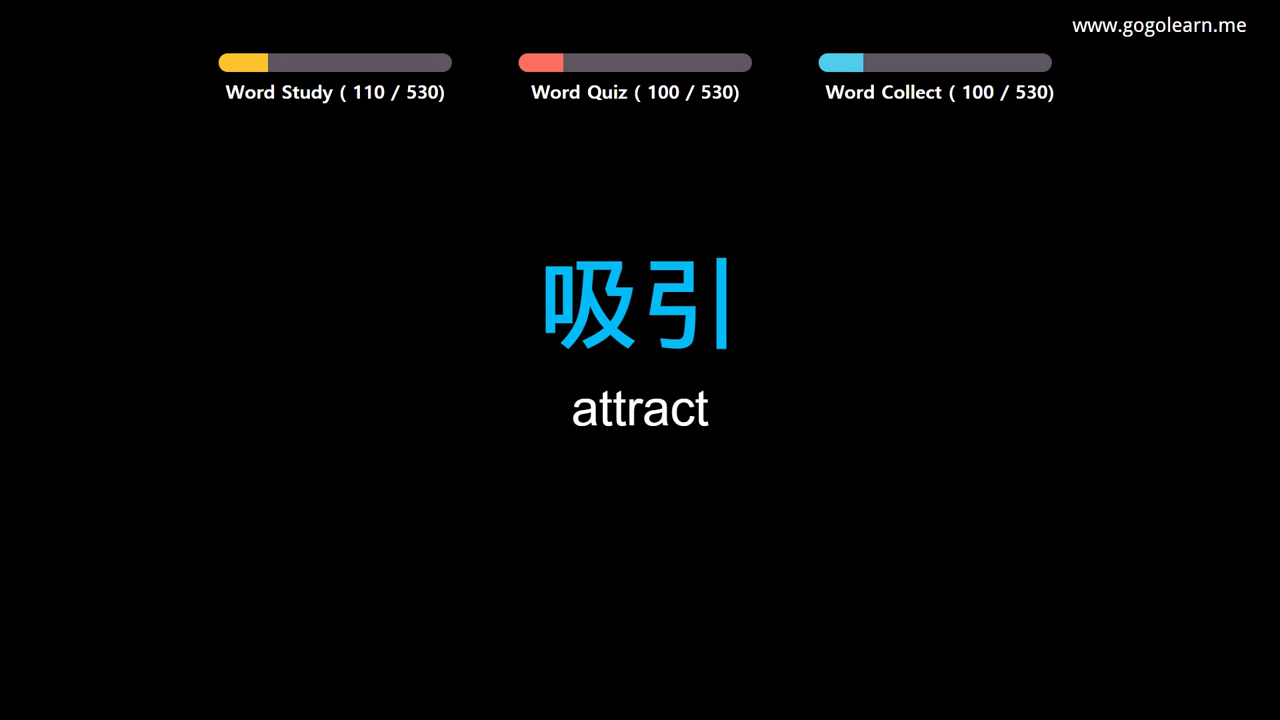 www.gogolearn.me
Word Study ( 110 / 530)
Word Quiz ( 100 / 530)
Word Collect ( 100 / 530)
吸引
attract